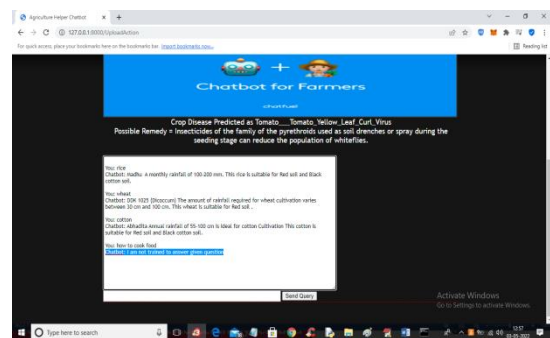 Agriculture Helper Chatbot
127.0.0.1:8000/UploadAction
For quick access, place your bookmarks here on the bookmarks bar. Import bookmarks now...
Reading list
Chatbot for Farmers
chatfuel
Crop Disease Predicted as Tomato___Tomato_Yellow_Leaf_Curl_Virus
Possible Remedy = Insecticides of the family of the pyrethroids used as soil drenches or spray during the
seeding stage can reduce the population of whiteflies.
You: rice
Chatbot: Madhu A monthly rainfall of 100-200 mm. This rice is suitable for Red soil and Black
cotton soil.
You: wheat
Chatbot: DDK 1025 (Dicoccum) The amount of rainfall required for wheat cultivation varies
between 30 cm and 100 cm. This wheat is suitable for Red soil .
You: cotton
Chatbot: Abhadita Annual rainfall of 55-100 cm is ideal for cotton Cultivation This cotton is
suitable for Red soil and Black cotton soil.
You: how to cook food
Chatbot: I am not trained to answer given question
Send Query
Activate Windows
Go to Settings to activate Windows.
Type here to search
12:57
03-05-2022